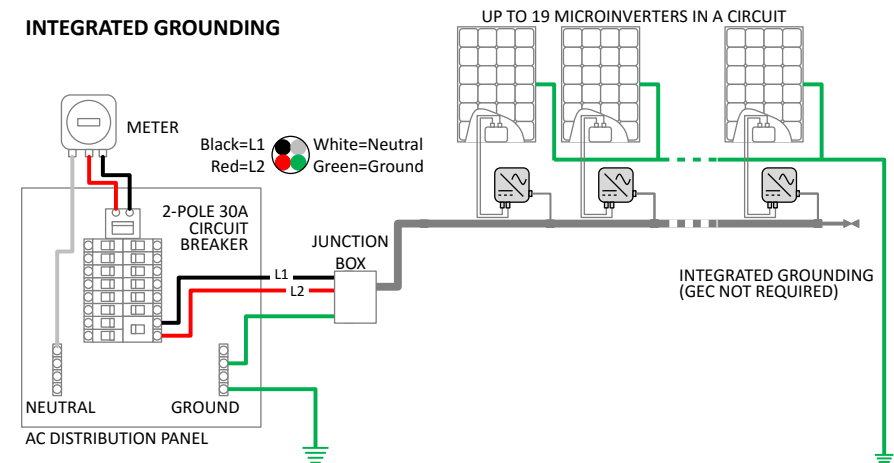 UP TO 19 MICROINVERTERS IN A CIRCUIT
INTEGRATED GROUNDING
METER
Black=L1
White=Neutral
Red=L2
Green=Ground
2-POLE 30A
CIRCUIT
BREAKER
JUNCTION
BOX
L1
L2
INTEGRATED GROUNDING
(GEC NOT REQUIRED)
NEUTRAL
GROUND
AC DISTRIBUTION PANEL